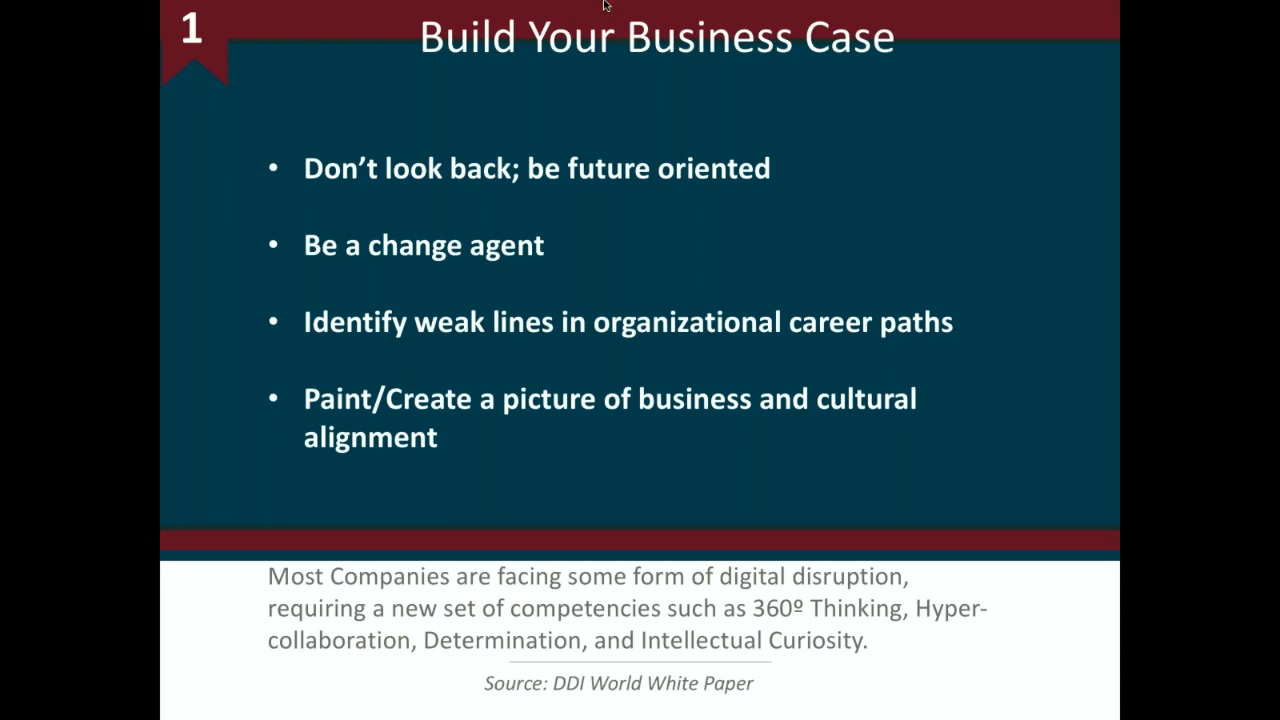 1
Build Your Business Case
• Don’t look back; be future oriented
• Be a change agent
• Identify weak lines in organizational career paths
• Paint/Create a picture of business and cultural
alignment
Most Companies are facing some form of digital disruption,
requiring a new set of competencies such as 360º Thinking, Hyper-
collaboration, Determination, and Intellectual Curiosity.
Source: DDI World White Paper